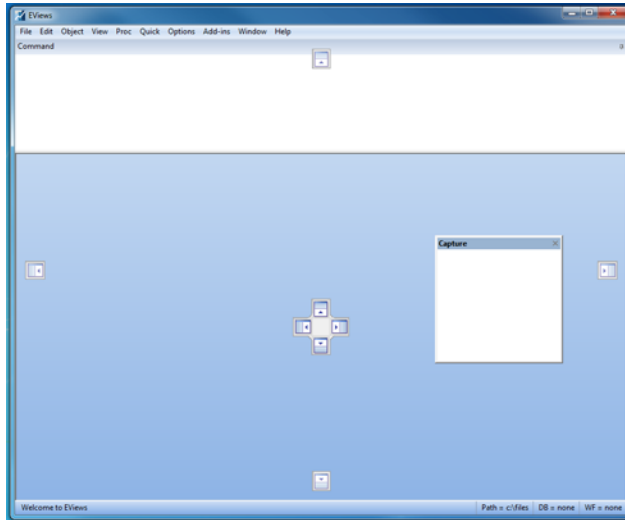 EViews
File Edit Object View Proc Quick Options Add-ins Window Help
Command
Capture
Welcome to EViews
Path = c:\files DB = none WF = none